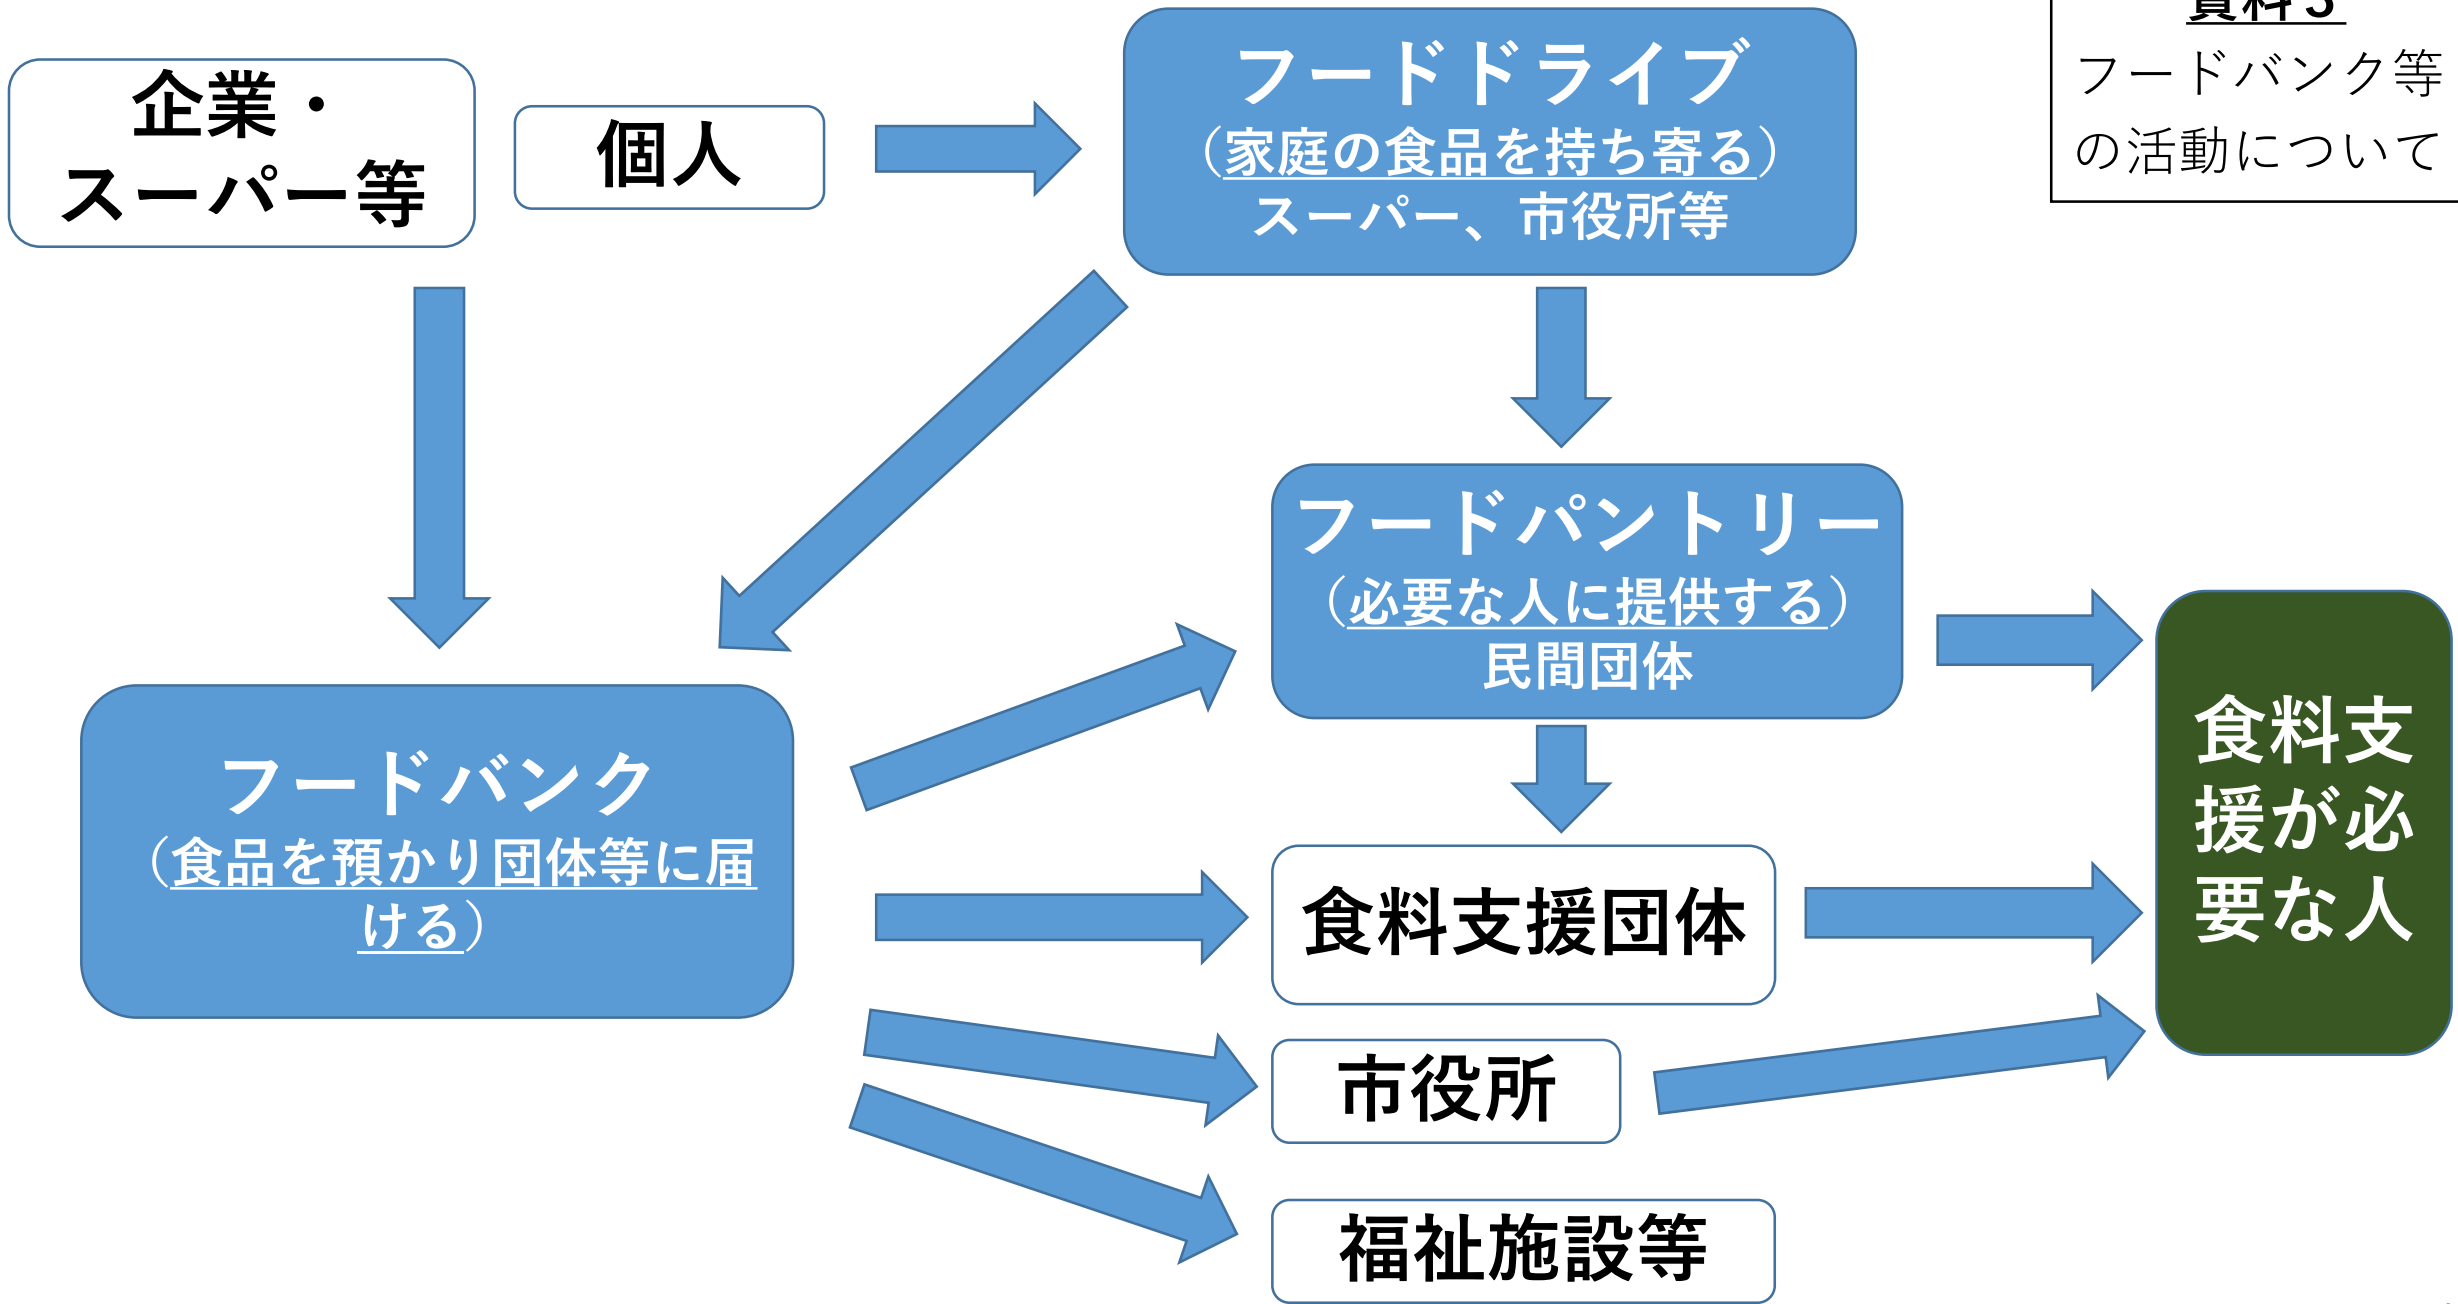 資料3
フードバンク等
の活動について
企業・
スーパー等
個人
フードドライブ
（家庭の食品を持ち寄る）
スーパー、市役所等
フードパントリー
（必要な人に提供する）
民間団体
フードバンク
（食品を預かり団体等に届
ける）
食料支援団体
市役所
福祉施設等
食料支
援が必
要な人